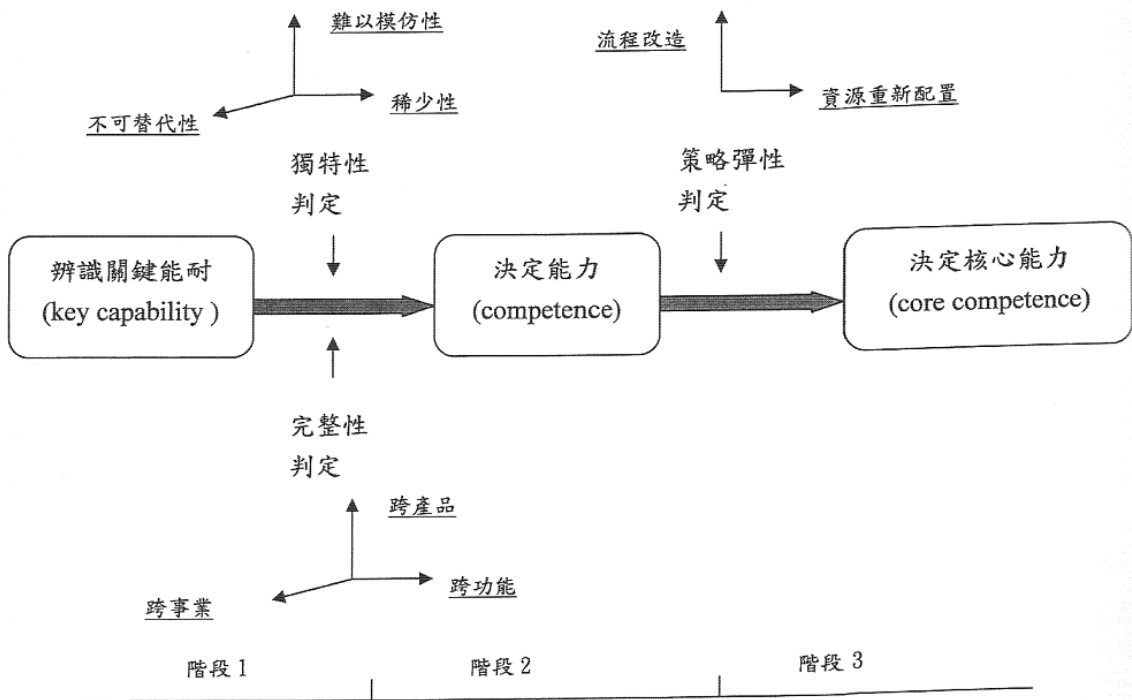 難以模仿性
稀少性
不可替代性
流程改造
資源重新配置
獨特性
判定
策略彈性
判定
辨識關鍵能耐
(key capability )
決定能力
(competence)
決定核心能力
(core competence)
完整性
判定
跨產品
跨功能
跨事業
階段 1
階段 2
階段 3